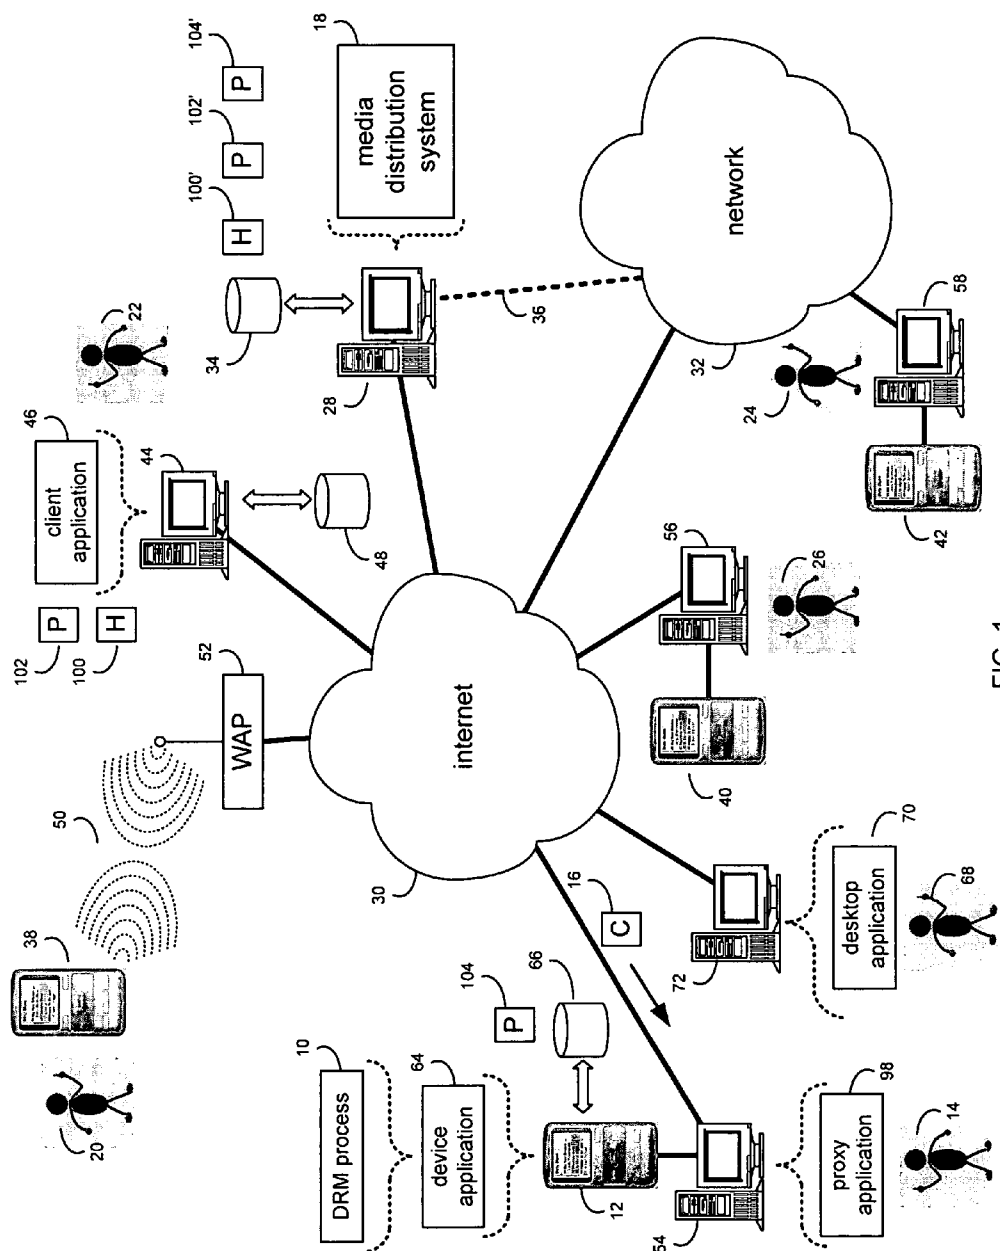 20
38
50
10
DRM process
64
device
application
104
P
66
12
54
16
C
98
proxy
application
14
102
P
100
H
52
WAP
46
client
application
44
48
22
30
internet
72
70
desktop
application
68
40
56
26
34
28
100'
H
102'
P
104'
P
18
media
distribution
system
36
32
network
24
58
42
FIG. 1